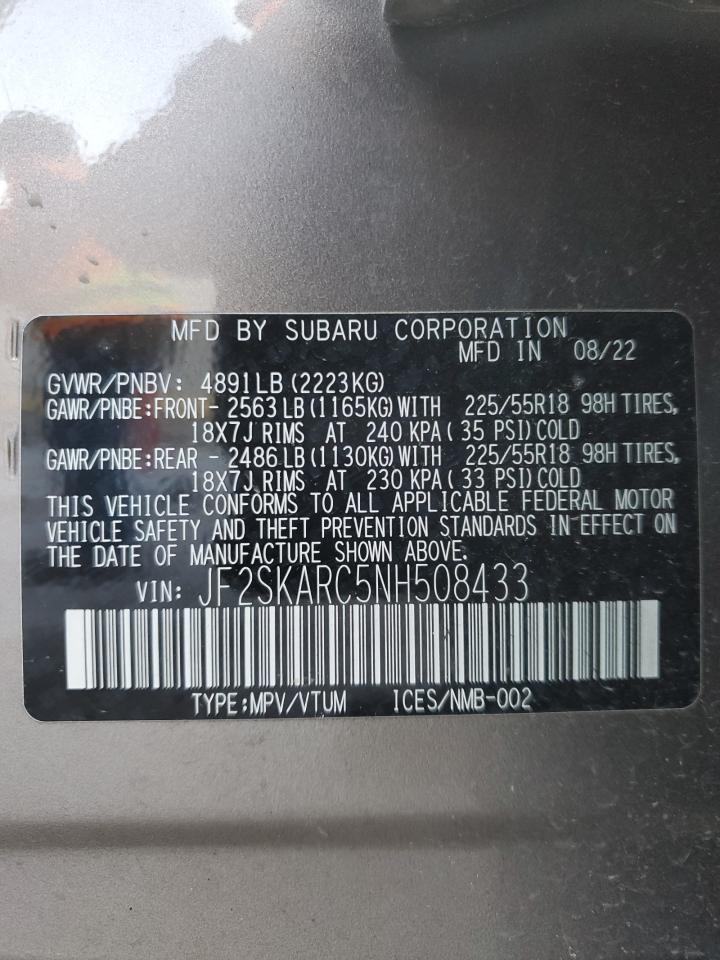 MFD BY SUBARU CORPORATION
MFD IN 08/22
GVWR/PNBV: 4891LB (2223KG)
GAWR/PNBE:FRONT- 2563LB (1165KG) WITH 225/55R18 98H TIRES,
18X7J RIMS AT 240 KPA ( 35 PSI) COLD
GAWR/PNBE:REAR - 2486LB (1130KG) WITH 225/55R18 98H TIRES,
18X7J RIMS AT 230 KPA ( 33 PSI) COLD
THIS VEHICLE CONFORMS TO ALL APPLICABLE FEDERAL MOTOR
VEHICLE SAFETY AND THEFT PREVENTION STANDARDS IN EFFECT ON
THE DATE OF MANUFACTURE SHOWN ABOVE.
VIN: JF2SKARC5NH508433
TYPE:MPV/VTUM ICES/NMB-002